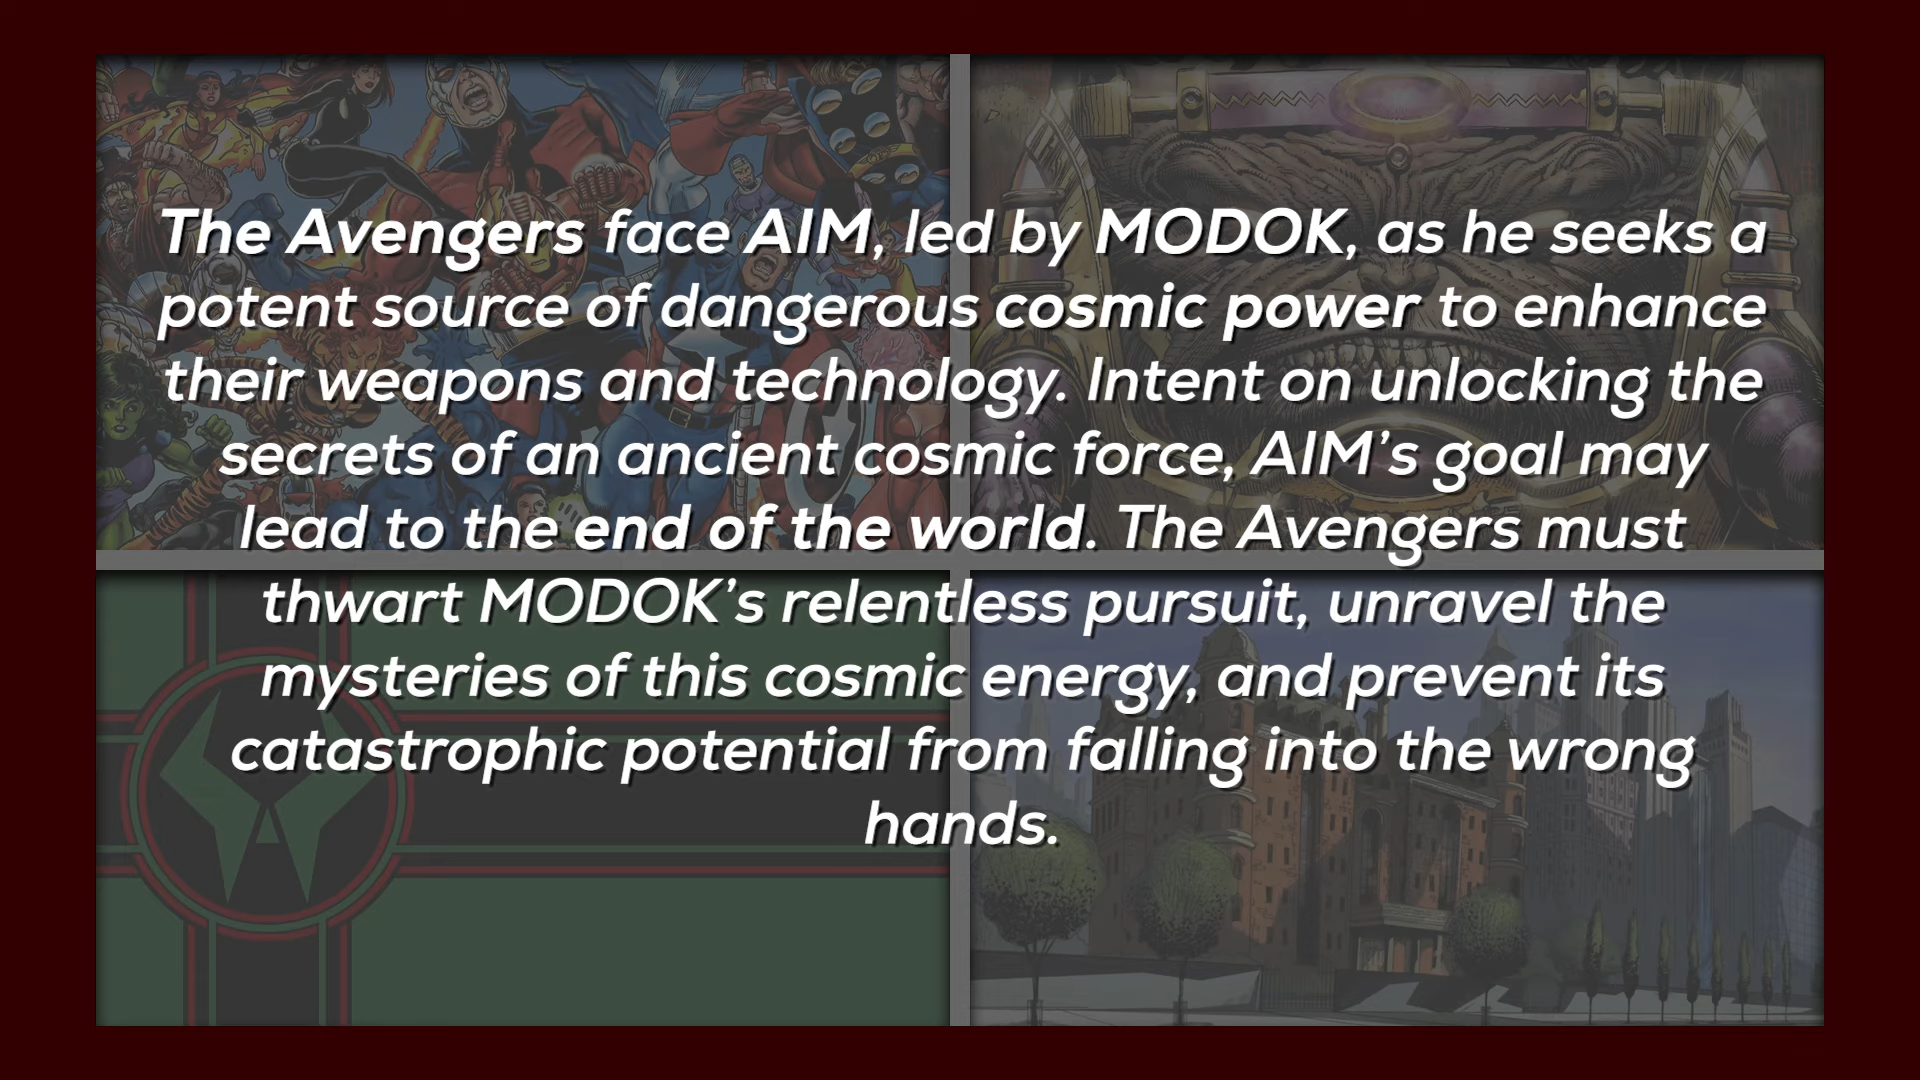 The Avengers face AIM, led by MODOK, as he seeks a
potent source of dangerous cosmic power to enhance
their weapons and technology. Intent on unlocking the
secrets of an ancient cosmic force, AIM’s goal may
lead to the end of the world. The Avengers must
thwart MODOK’s relentless pursuit, unravel the
mysteries of this cosmic energy, and prevent its
catastrophic potential from falling into the wrong
hands.